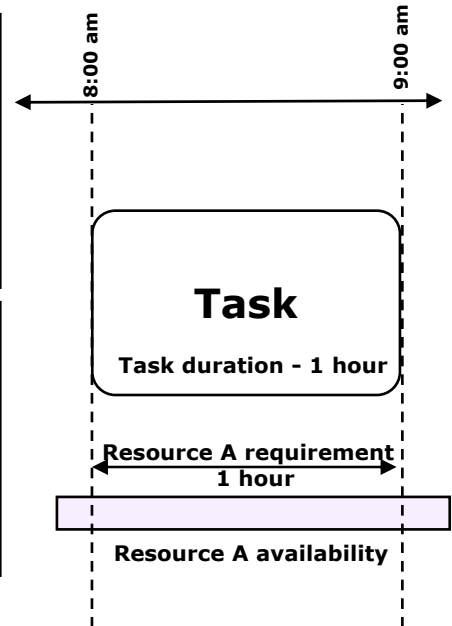 8:00 am
9:00 am
Task
Task duration - 1 hour
Resource A requirement
1 hour
Resource A availability